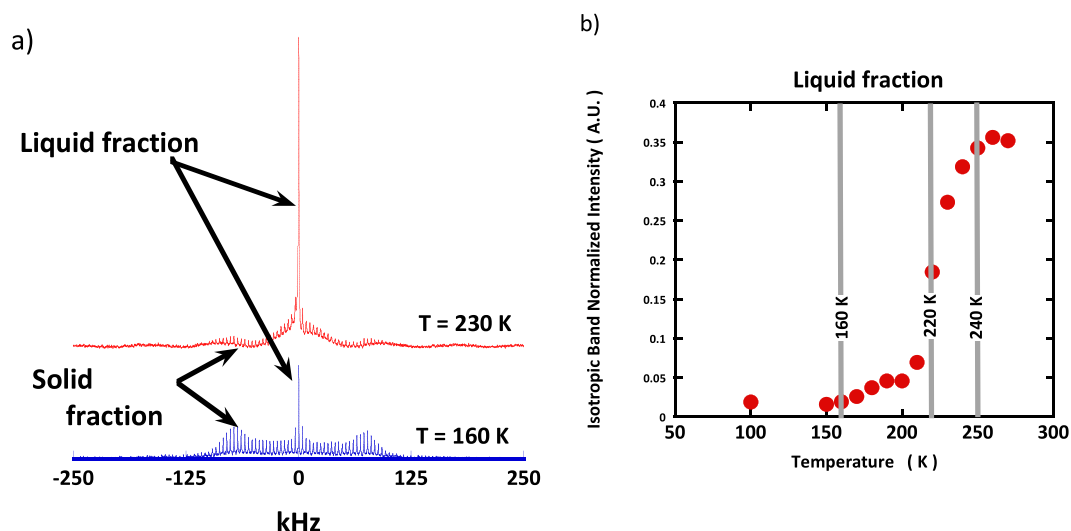 a)
Liquid fraction
T = 230 K
Solid
fraction
T = 160 K
-250 -125 0 125 250
kHz
b)
Liquid fraction
Isotropic Band Normalized Intensity ( A.U. )
0.4
0.35
0.3
0.25
0.2
0.15
0.1
0.05
0
160 K
220 K
240 K
50 100 150 200 250 300
Temperature ( K )